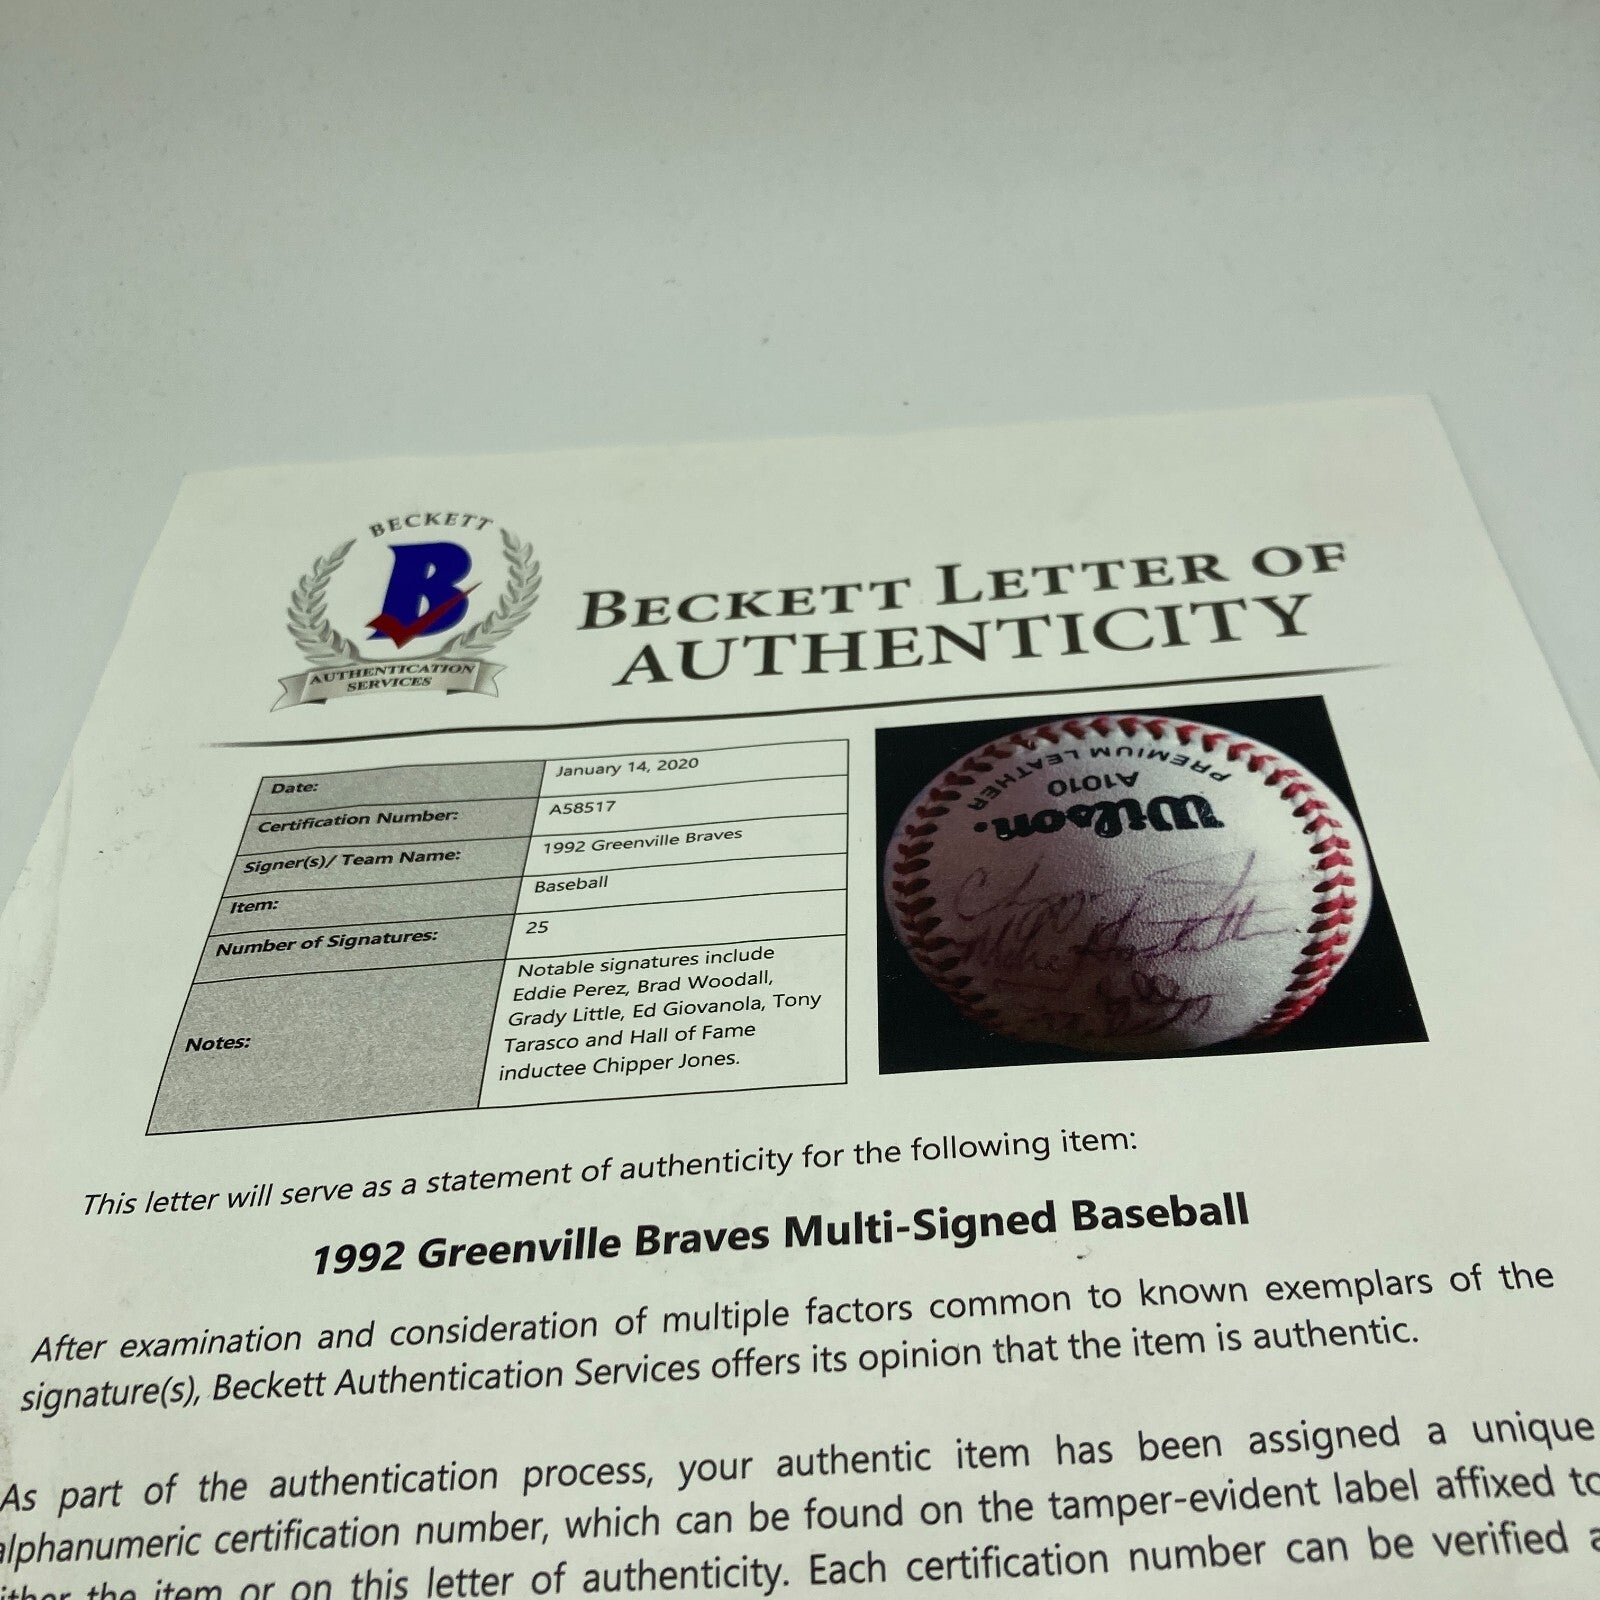 BECKETT
B
AUTHENTICATION
SERVICES
BECKETT LETTER OF
AUTHENTICITY
Date: January 14, 2020
Certification Number: A58517
Signer(s)/ Team Name: 1992 Greenville Braves
Item: Baseball
Number of Signatures: 25
Notes: Notable signatures include
Eddie Perez, Brad Woodall,
Grady Little, Ed Giovanola, Tony
Tarasco and Hall of Fame
inductee Chipper Jones.
PREMIUM LEATHER
A1010
Wilson.
This letter will serve as a statement of authenticity for the following item:
1992 Greenville Braves Multi-Signed Baseball
After examination and consideration of multiple factors common to known exemplars of the
signature(s), Beckett Authentication Services offers its opinion that the item is authentic.
As part of the authentication process, your authentic item has been assigned a unique
alphanumeric certification number, which can be found on the tamper-evident label affixed to
the item or on this letter of authenticity. Each certification number can be verified